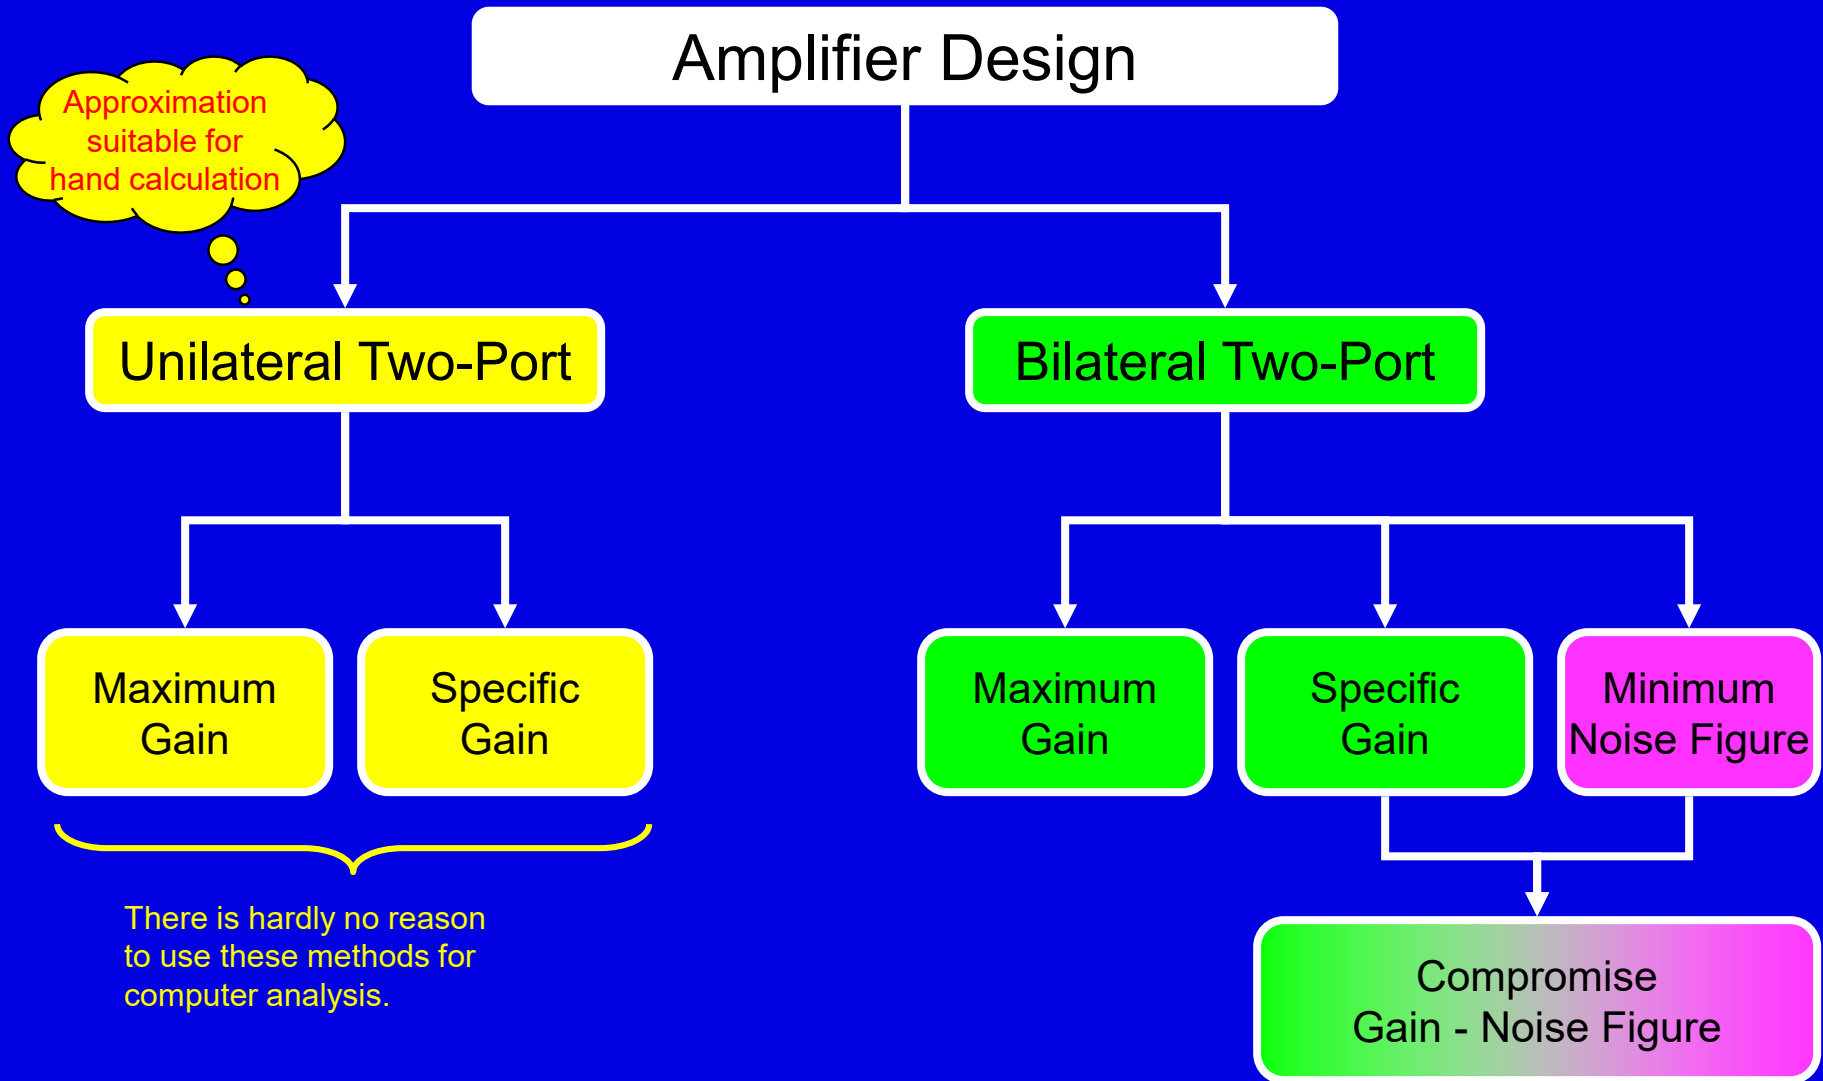 Amplifier Design
Approximation
suitable for
hand calculation
Unilateral Two-Port
Bilateral Two-Port
Maximum
Gain
Specific
Gain
Maximum
Gain
Specific
Gain
Minimum
Noise Figure
There is hardly no reason
to use these methods for
computer analysis.
Compromise
Gain - Noise Figure